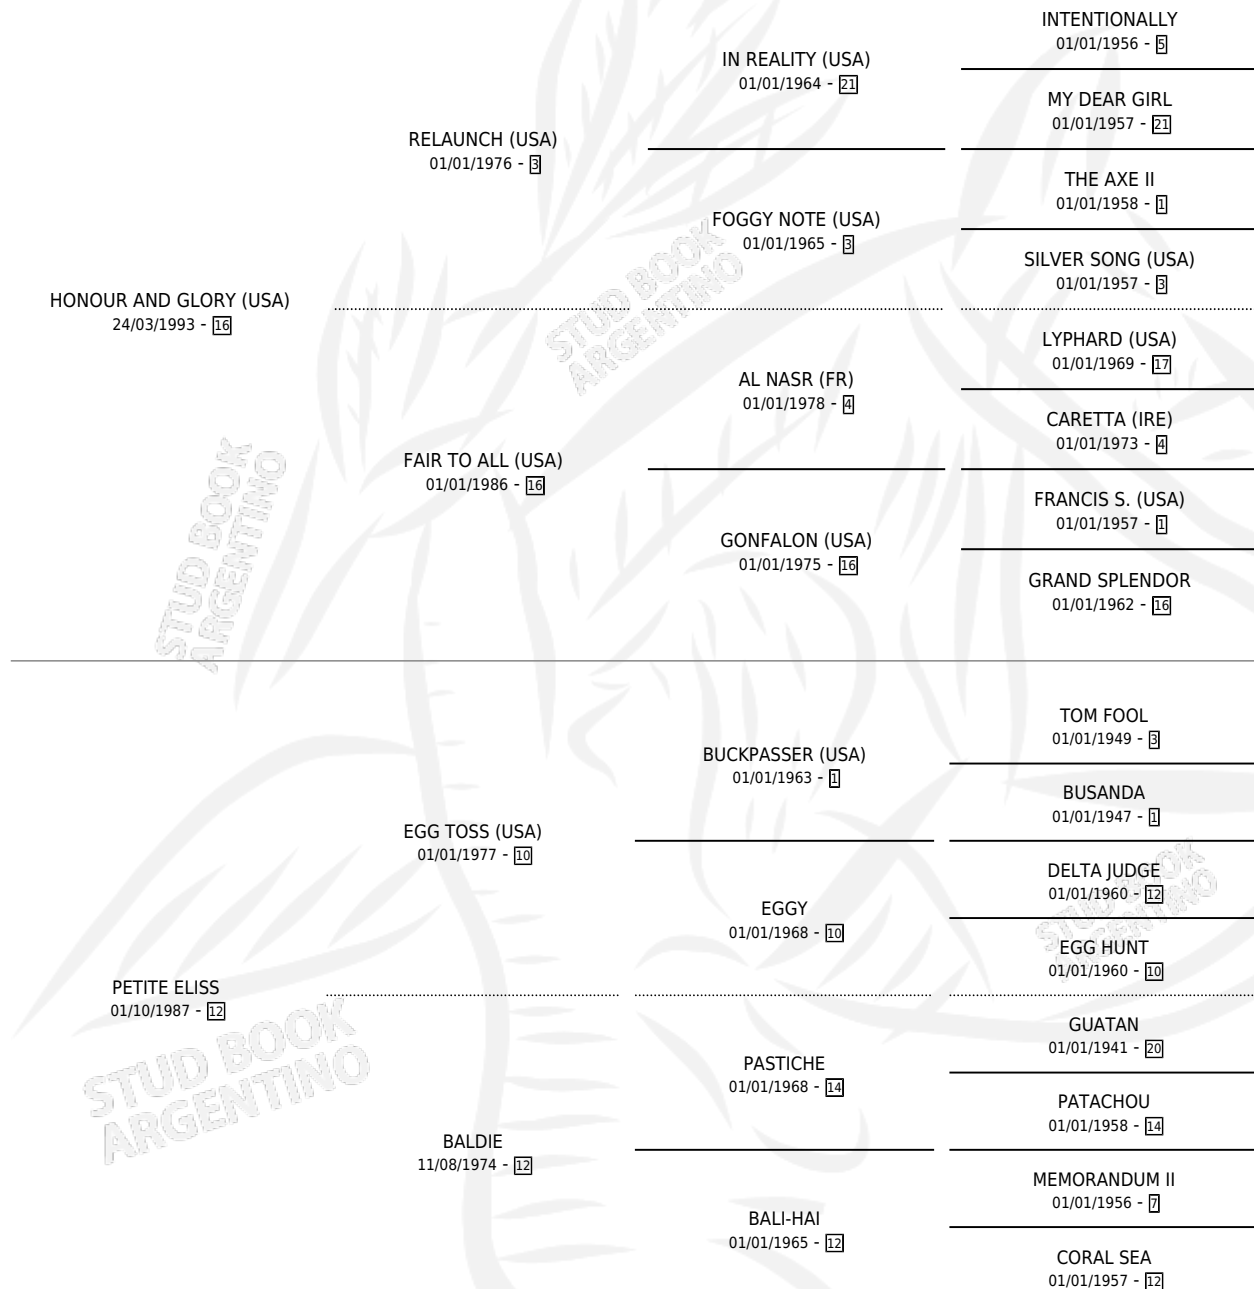 INTENTIONALLY
01/01/1956 - 5
IN REALITY (USA)
01/01/1964 - 21
MY DEAR GIRL
01/01/1957 - 21
RELAUNCH (USA)
01/01/1976 - 3
THE AXE II
01/01/1958 - 1
FOGGY NOTE (USA)
01/01/1965 - 3
SILVER SONG (USA)
01/01/1957 - 3
HONOUR AND GLORY (USA)
24/03/1993 - 16
LYPHARD (USA)
01/01/1969 - 17
AL NASR (FR)
01/01/1978 - 4
CARETTA (IRE)
01/01/1973 - 4
FAIR TO ALL (USA)
01/01/1986 - 16
FRANCIS S. (USA)
01/01/1957 - 1
GONFALON (USA)
01/01/1975 - 16
GRAND SPLENDOR
01/01/1962 - 16
TOM FOOL
01/01/1949 - 3
BUCKPASSER (USA)
01/01/1963 - 1
BUSANDA
01/01/1947 - 1
EGG TOSS (USA)
01/01/1977 - 10
DELTA JUDGE
01/01/1960 - 12
EGGY
01/01/1968 - 10
EGG HUNT
01/01/1960 - 10
PETITE ELISS
01/10/1987 - 12
GUATAN
01/01/1941 - 20
PASTICHE
01/01/1968 - 14
PATACHOU
01/01/1958 - 14
BALDIE
11/08/1974 - 12
MEMORANDUM II
01/01/1956 - 7
BALI-HAI
01/01/1965 - 12
CORAL SEA
01/01/1957 - 12
STUD BOOK
ARGENTINO
STUD BOOK
ARGENTINO
STUD BOOK
ARGENTINO
STUD BOOK
ARGENTINO